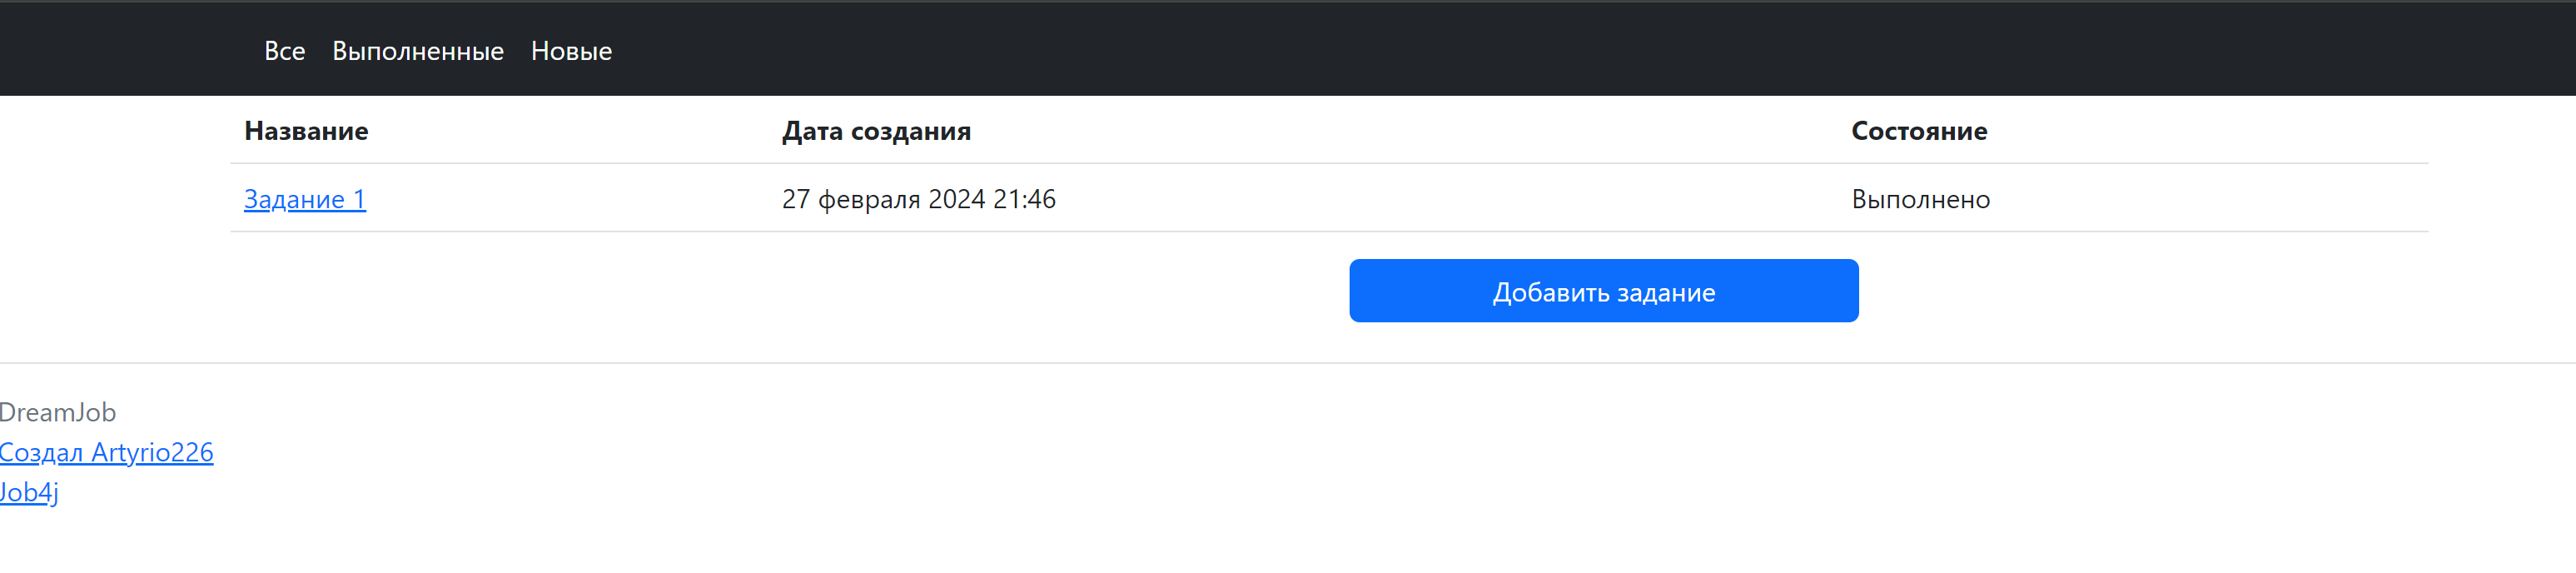 Все Выполненные Новые
Название Дата создания Состояние
Задание 1 27 февраля 2024 21:46 Выполнено
Добавить задание
DreamJob
Создал Artyrio226
Job4j